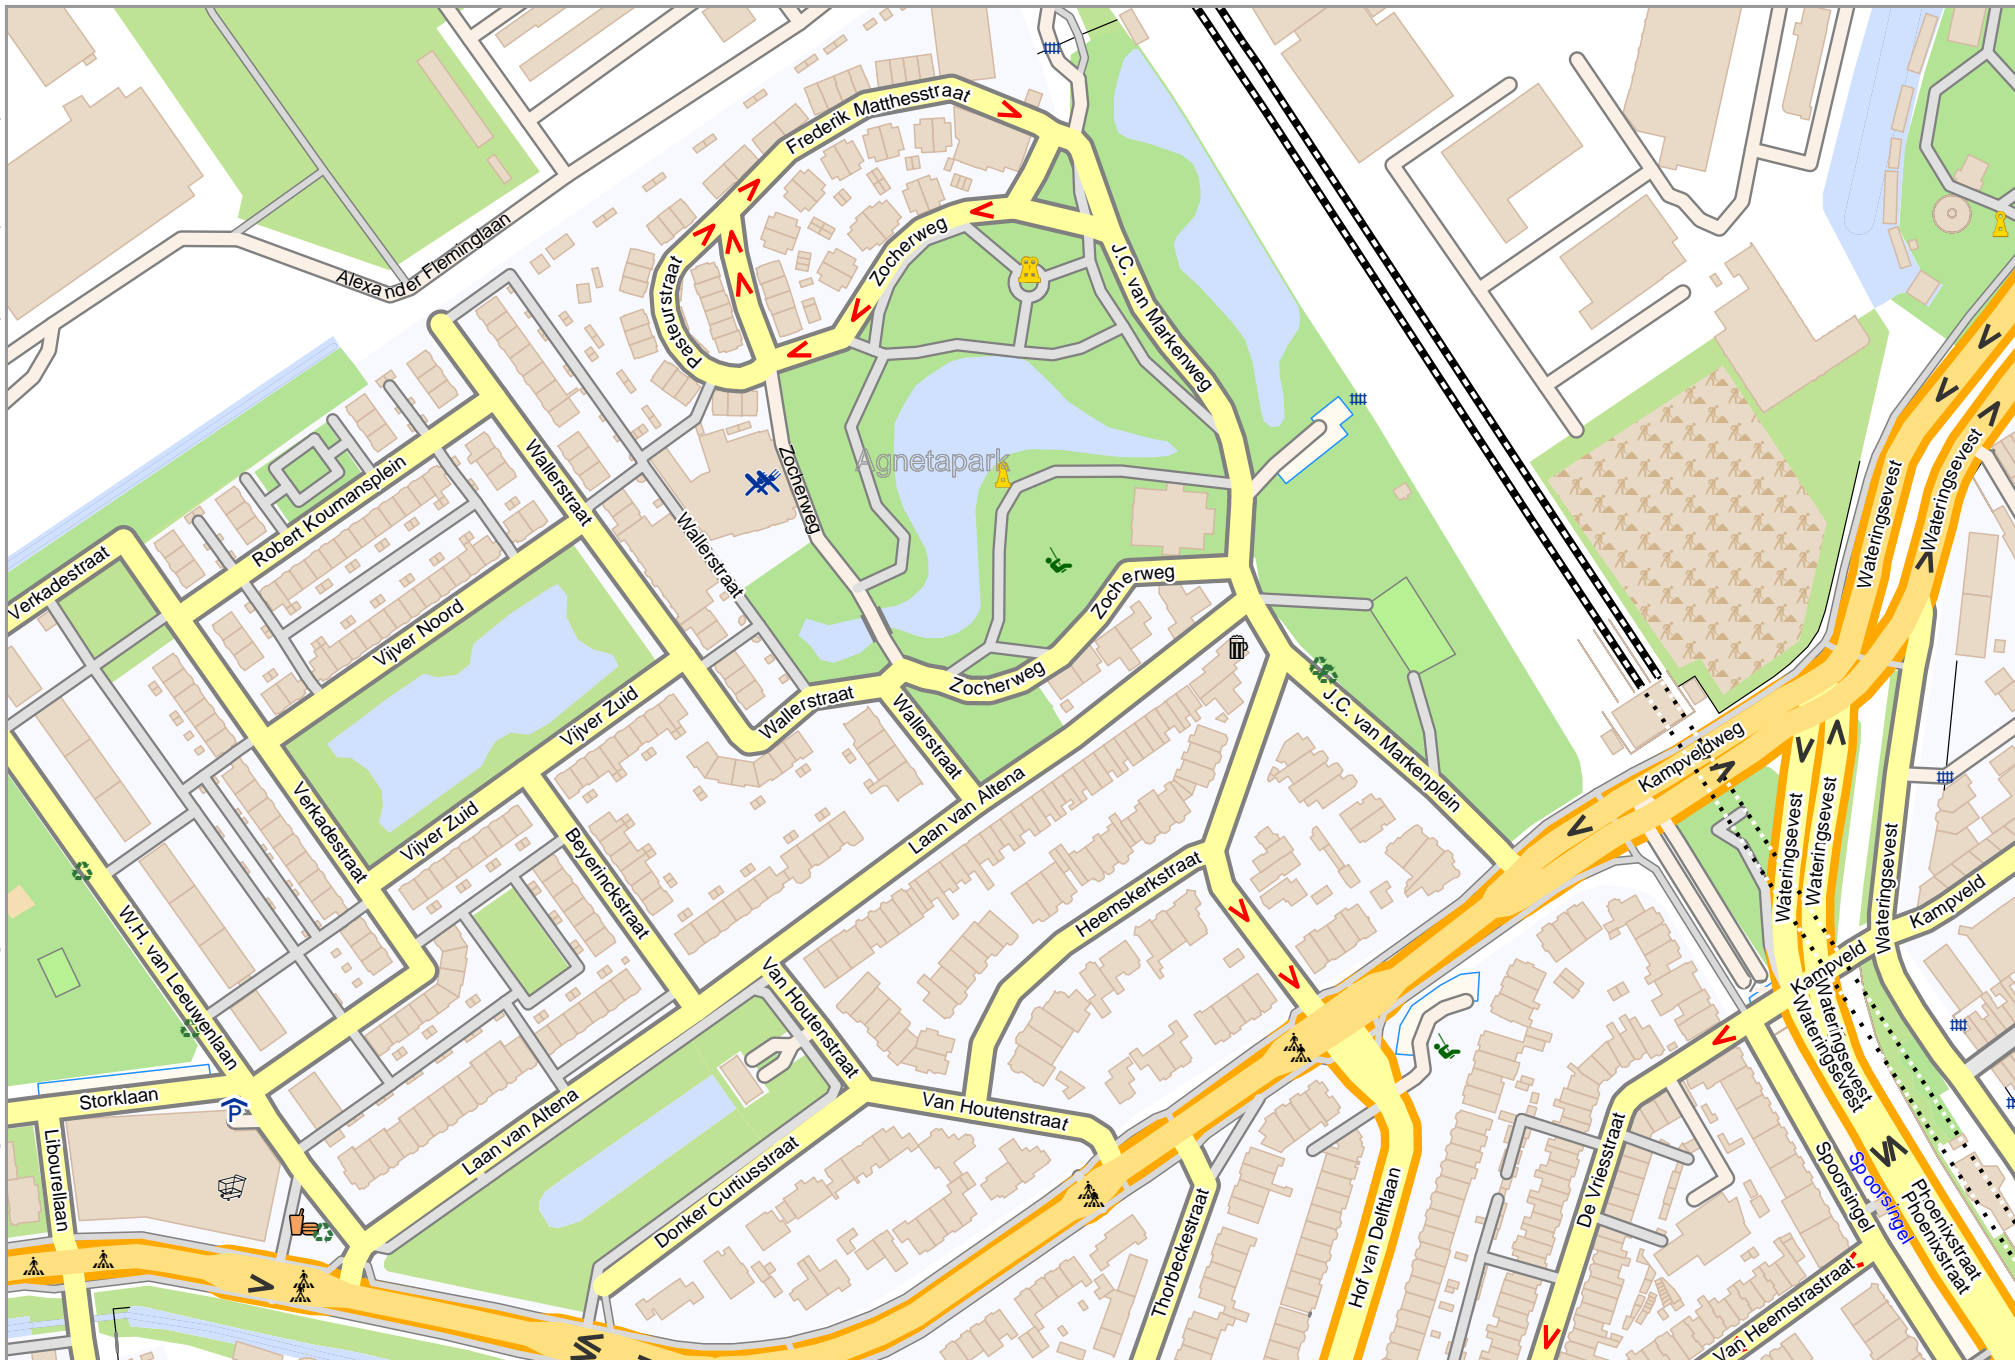 Frederik Matthesstraat
Alexander Fleminglaan
Zocherweg
Pasteurstraat
J.C. van Markenweg
Agnetapark
Zocherweg
Wallerstraat
Robert Koumansplein
Wallerstraat
Verkadestraat
Vijver Noord
Zocherweg
Zocherweg
Wallerstraat
Wallerstraat
Vijver Zuid
Vijver Zuid
Verkadestraat
Beyerinckstraat
Laan van Altena
J.C. van Markenplein
Kampveldweg
Wateringsevest
Wateringsevest
Wateringsevest
Wateringsevest
Wateringsevest
Kampveld
Kampveld
Heemskerkstraat
W.H. van Leeuwenlaan
Van Houtenstraat
Van Houtenstraat
Wateringsevest
Wateringsevest
Storklaan
P
Libourellaan
Laan van Altena
Donker Curtiusstraat
Thorbeckestraat
Hof van Delftlaan
De Vriesstraat
Spoorsingel
Spoorsingel
Phoenixstraat
Phoenixstraat
Van Heemstrastraat